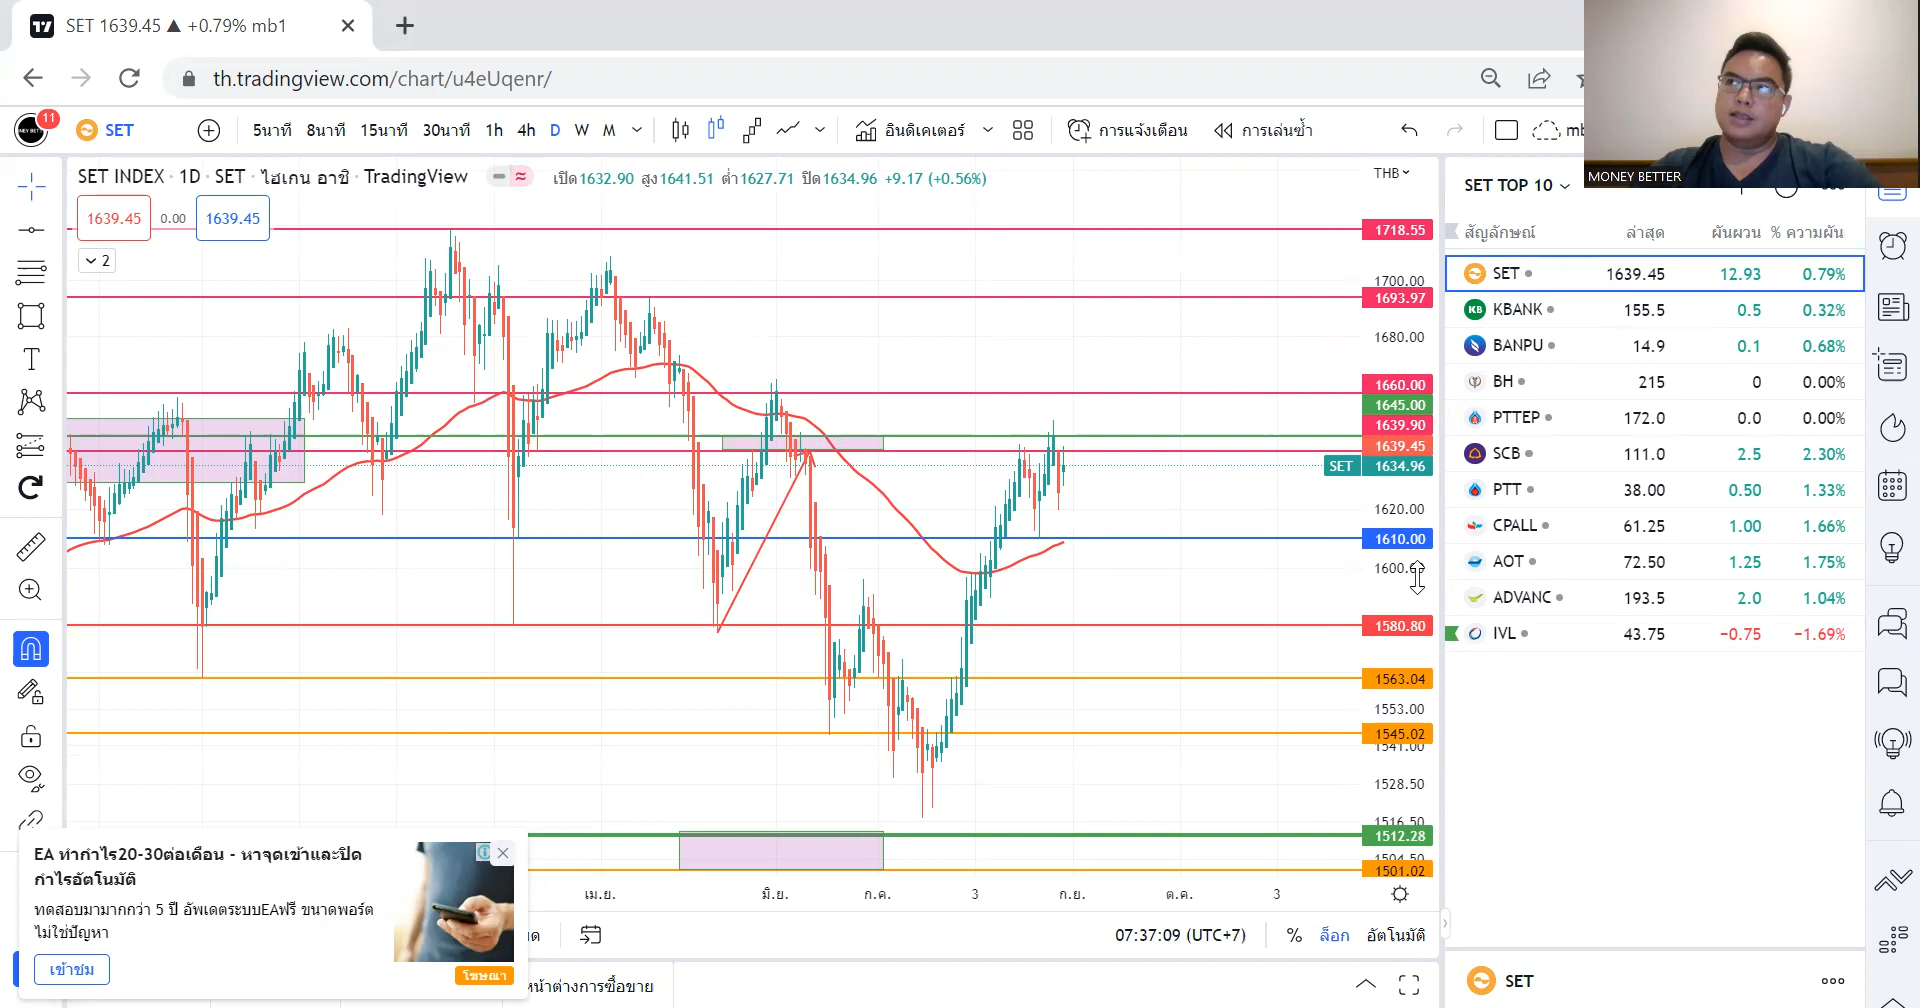 SET 1639.45 ▲ +0.79% mb1
th.tradingview.com/chart/u4eUqenr/
11
SET
5นาที 8นาที 15นาที 30นาที 1h 4h D W M
อินดิเคเตอร์
การแจ้งเตือน
การเล่นซ้ำ
MONEY BETTER
SET INDEX · 1D · SET · ไฮเกน อาชิ · TradingView
เปิด1632.90 สูง1641.51 ต่ำ1627.71 ปิด1634.96 +9.17 (+0.56%)
THB
1639.45 0.00 1639.45
2
1718.55
1700.00
1693.97
1680.00
1660.00
1645.00
1639.90
1639.45
SET 1634.96
1620.00
1610.00
1580.80
1563.04
1553.00
1545.02
1541.00
1528.50
1516.50
1512.28
1504.50
1501.02
เม.ย. มิ.ย. ก.ค. 3 ก.ย. ต.ค. 3
07:37:09 (UTC+7) % ล็อก อัตโนมัติ
SET TOP 10
สัญลักษณ์ ล่าสุด ผันผวน % ความผัน
SET 1639.45 12.93 0.79%
KBANK 155.5 0.5 0.32%
BANPU 14.9 0.1 0.68%
BH 215 0 0.00%
PTTEP 172.0 0.0 0.00%
SCB 111.0 2.5 2.30%
PTT 38.00 0.50 1.33%
CPALL 61.25 1.00 1.66%
AOT 72.50 1.25 1.75%
ADVANC 193.5 2.0 1.04%
IVL 43.75 −0.75 −1.69%
SET
EA ทำกำไร20-30ต่อเดือน - หาจุดเข้าและปิด
กำไรอัตโนมัติ
ทดสอบมามากกว่า 5 ปี อัพเดตระบบEAฟรี ขนาดพอร์ต
ไม่ใช่ปัญหา
เข้าชม
โฆษณา